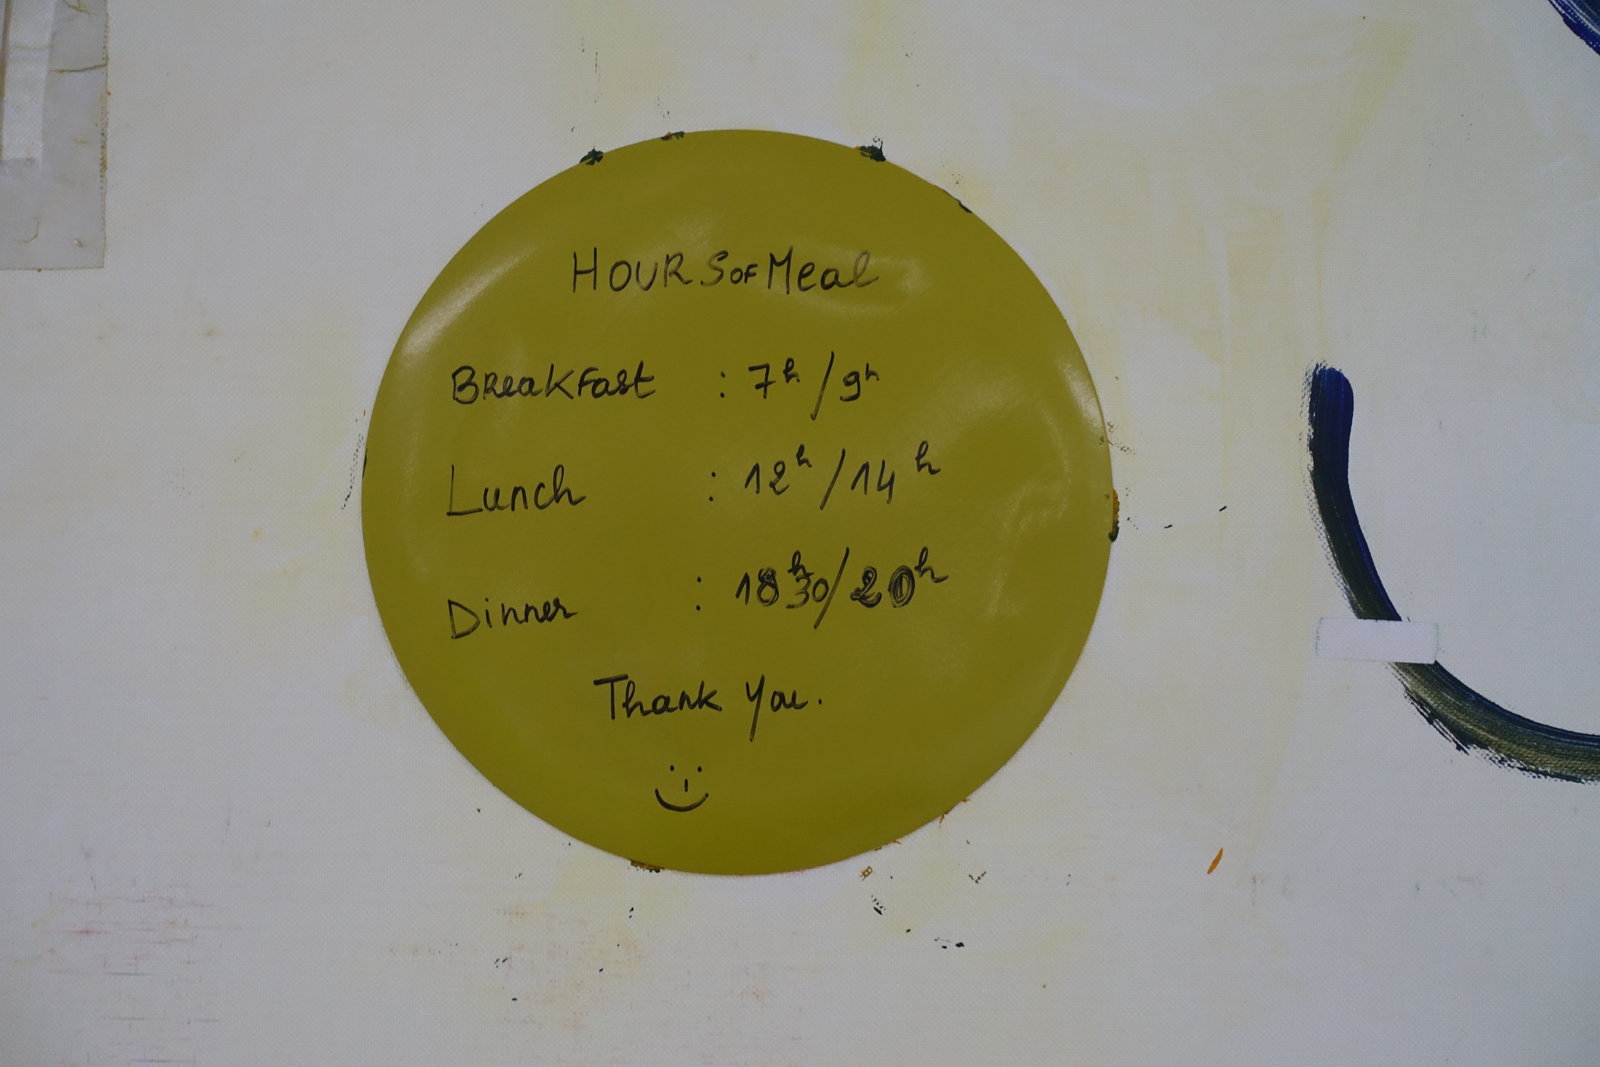 HOURS OF Meal
Breakfast : 7h / 9h
Lunch : 12h / 14h
Dinner : 18h30 / 20h
Thank you.